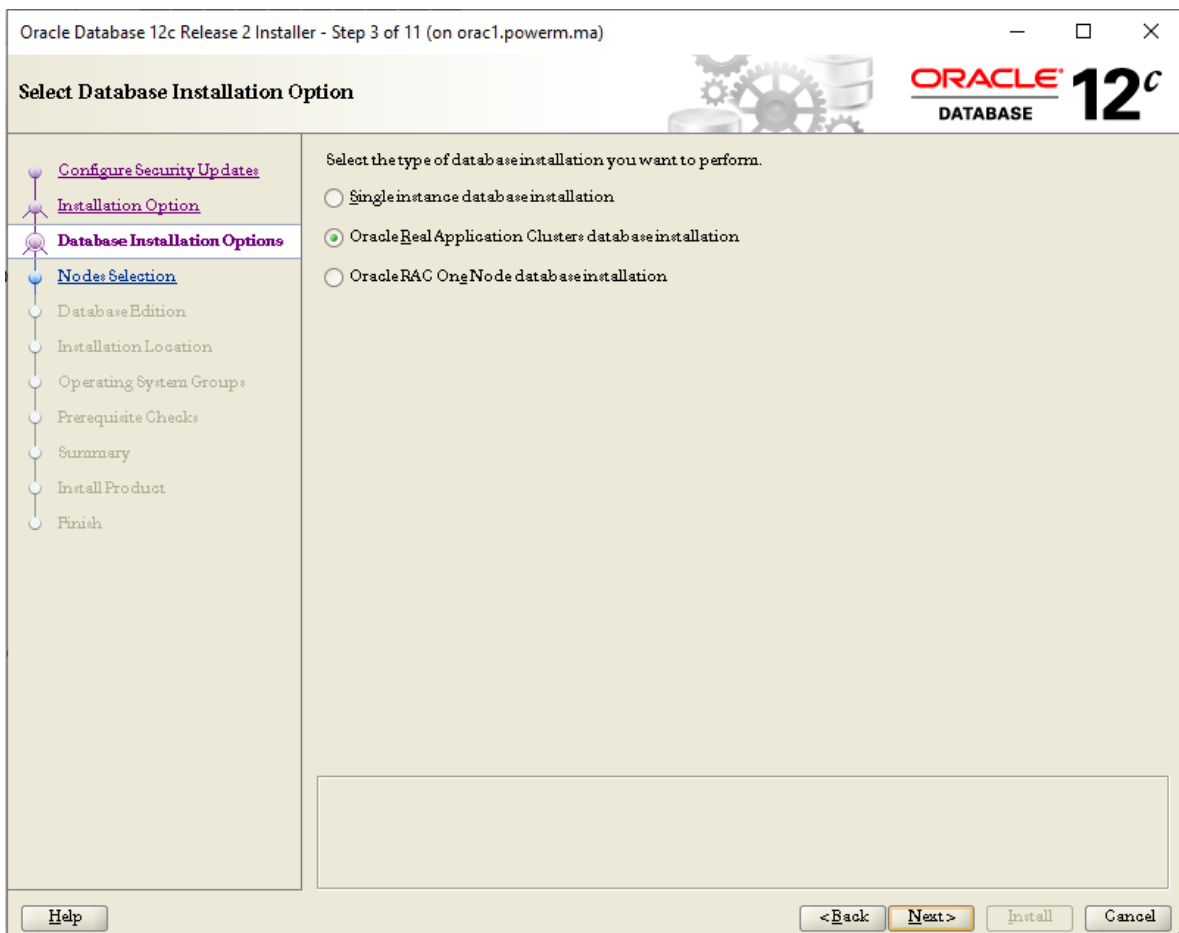 Oracle Database 12c Release 2 Installer - Step 3 of 11 (on orac1.powerm.ma)
Select Database Installation Option
ORACLE 12c
DATABASE
Configure Security Updates
Installation Option
Database Installation Options
Nodes Selection
Database Edition
Installation Location
Operating System Groups
Prerequisite Checks
Summary
Install Product
Finish
Select the type of database installation you want to perform.
Single instance database installation
Oracle Real Application Clusters database installation
Oracle RAC One Node database installation
Help
< Back
Next >
Install
Cancel